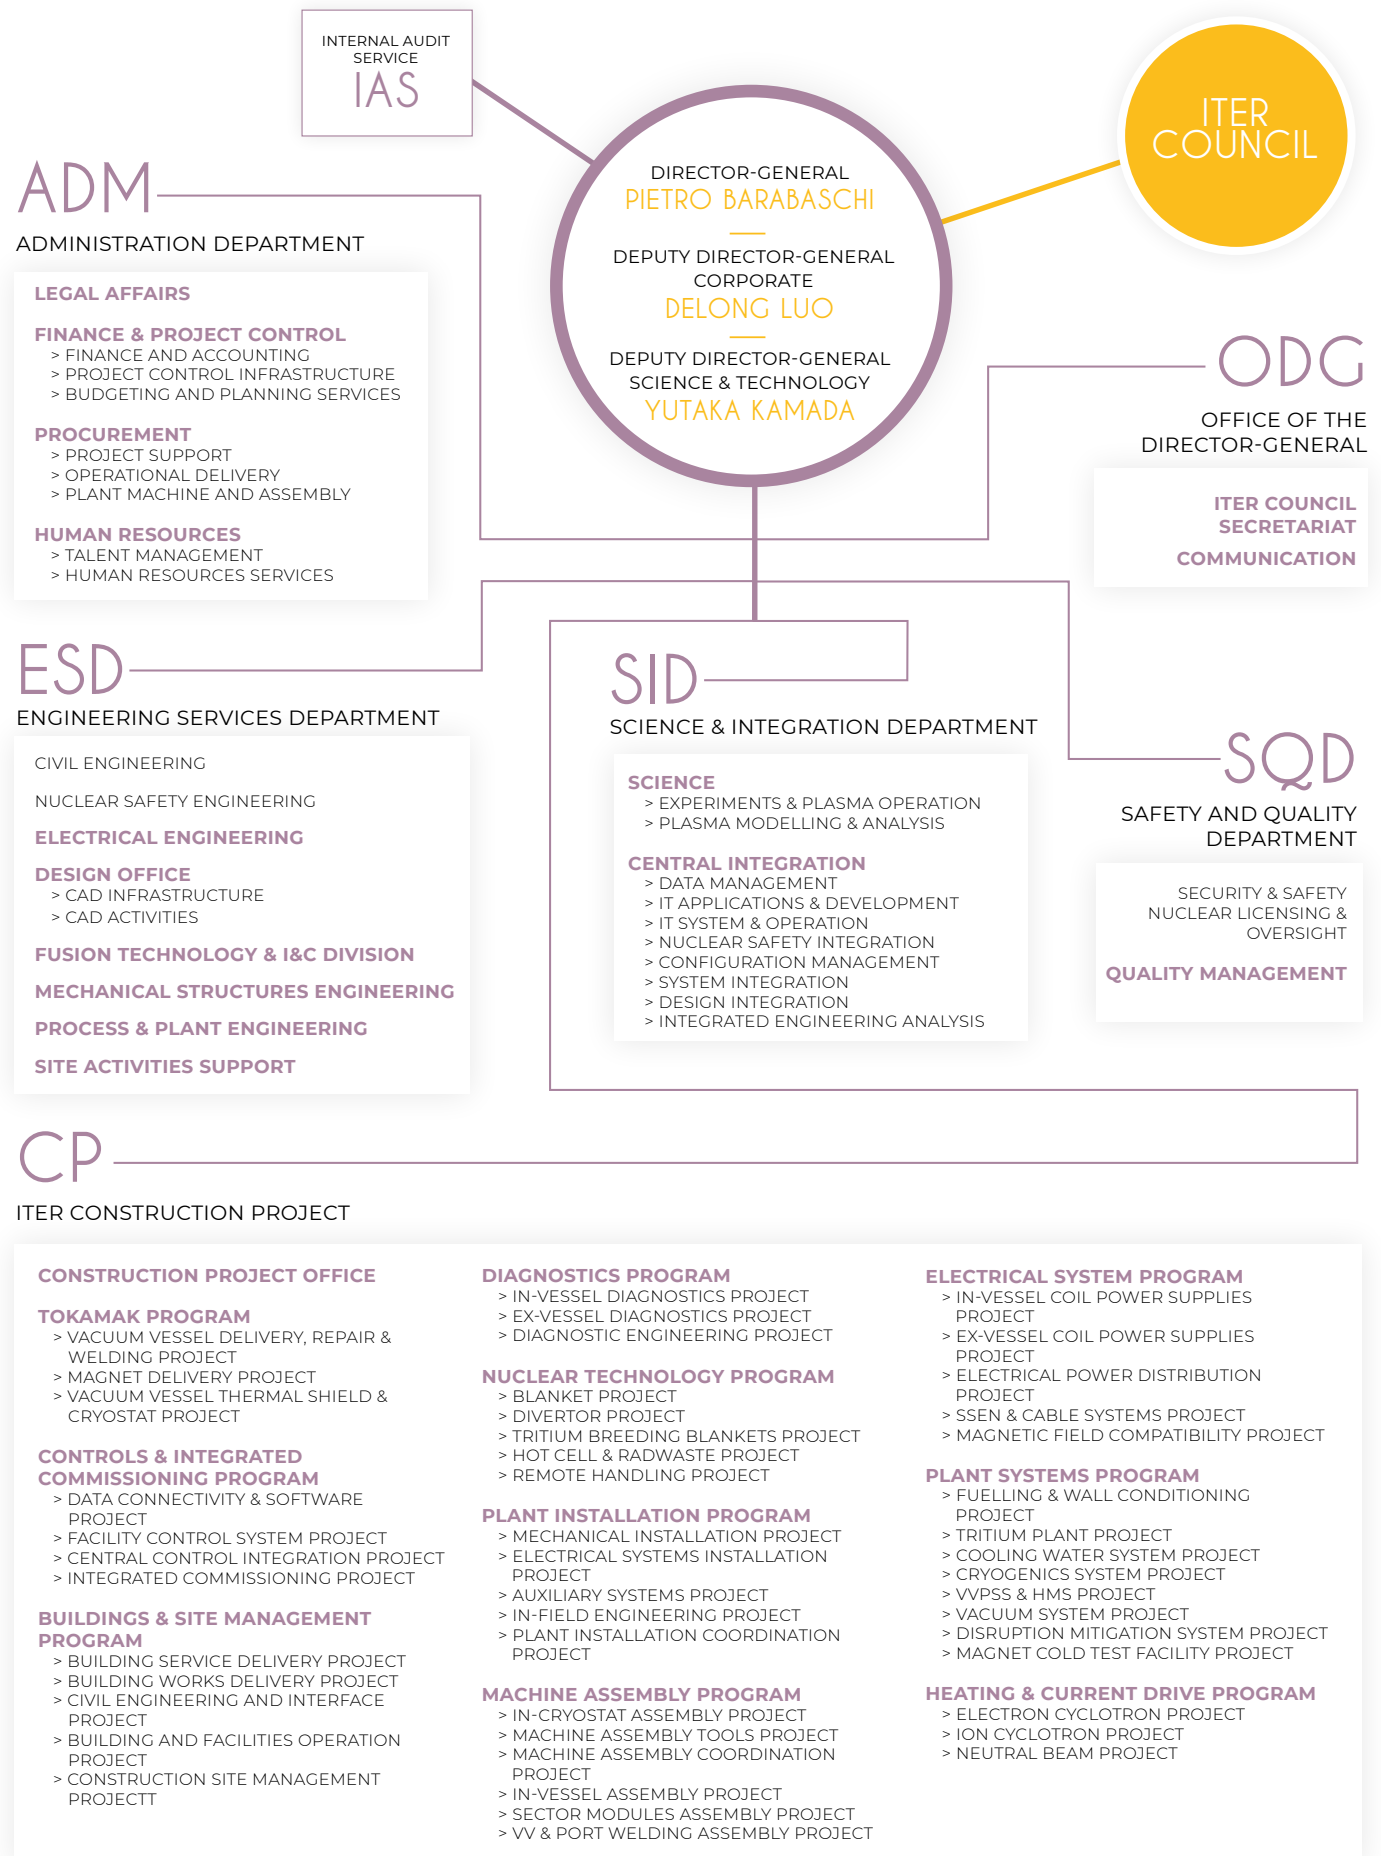 INTERNAL AUDIT
SERVICE
IAS
ITER
COUNCIL
DIRECTOR-GENERAL
PIETRO BARABASCHI
DEPUTY DIRECTOR-GENERAL
CORPORATE
DELONG LUO
DEPUTY DIRECTOR-GENERAL
SCIENCE & TECHNOLOGY
YUTAKA KAMADA
ADM
ADMINISTRATION DEPARTMENT
LEGAL AFFAIRS
FINANCE & PROJECT CONTROL
> FINANCE AND ACCOUNTING
> PROJECT CONTROL INFRASTRUCTURE
> BUDGETING AND PLANNING SERVICES
PROCUREMENT
> PROJECT SUPPORT
> OPERATIONAL DELIVERY
> PLANT MACHINE AND ASSEMBLY
HUMAN RESOURCES
> TALENT MANAGEMENT
> HUMAN RESOURCES SERVICES
ODG
OFFICE OF THE
DIRECTOR-GENERAL
ITER COUNCIL
SECRETARIAT
COMMUNICATION
ESD
ENGINEERING SERVICES DEPARTMENT
CIVIL ENGINEERING
NUCLEAR SAFETY ENGINEERING
ELECTRICAL ENGINEERING
DESIGN OFFICE
> CAD INFRASTRUCTURE
> CAD ACTIVITIES
FUSION TECHNOLOGY & I&C DIVISION
MECHANICAL STRUCTURES ENGINEERING
PROCESS & PLANT ENGINEERING
SITE ACTIVITIES SUPPORT
SID
SCIENCE & INTEGRATION DEPARTMENT
SCIENCE
> EXPERIMENTS & PLASMA OPERATION
> PLASMA MODELLING & ANALYSIS
CENTRAL INTEGRATION
> DATA MANAGEMENT
> IT APPLICATIONS & DEVELOPMENT
> IT SYSTEM & OPERATION
> NUCLEAR SAFETY INTEGRATION
> CONFIGURATION MANAGEMENT
> SYSTEM INTEGRATION
> DESIGN INTEGRATION
> INTEGRATED ENGINEERING ANALYSIS
SQD
SAFETY AND QUALITY
DEPARTMENT
SECURITY & SAFETY
NUCLEAR LICENSING &
OVERSIGHT
QUALITY MANAGEMENT
CP
ITER CONSTRUCTION PROJECT
CONSTRUCTION PROJECT OFFICE
TOKAMAK PROGRAM
> VACUUM VESSEL DELIVERY, REPAIR &
WELDING PROJECT
> MAGNET DELIVERY PROJECT
> VACUUM VESSEL THERMAL SHIELD &
CRYOSTAT PROJECT
CONTROLS & INTEGRATED
COMMISSIONING PROGRAM
> DATA CONNECTIVITY & SOFTWARE
PROJECT
> FACILITY CONTROL SYSTEM PROJECT
> CENTRAL CONTROL INTEGRATION PROJECT
> INTEGRATED COMMISSIONING PROJECT
BUILDINGS & SITE MANAGEMENT
PROGRAM
> BUILDING SERVICE DELIVERY PROJECT
> BUILDING WORKS DELIVERY PROJECT
> CIVIL ENGINEERING AND INTERFACE
PROJECT
> BUILDING AND FACILITIES OPERATION
PROJECT
> CONSTRUCTION SITE MANAGEMENT
PROJECTT
DIAGNOSTICS PROGRAM
> IN-VESSEL DIAGNOSTICS PROJECT
> EX-VESSEL DIAGNOSTICS PROJECT
> DIAGNOSTIC ENGINEERING PROJECT
NUCLEAR TECHNOLOGY PROGRAM
> BLANKET PROJECT
> DIVERTOR PROJECT
> TRITIUM BREEDING BLANKETS PROJECT
> HOT CELL & RADWASTE PROJECT
> REMOTE HANDLING PROJECT
PLANT INSTALLATION PROGRAM
> MECHANICAL INSTALLATION PROJECT
> ELECTRICAL SYSTEMS INSTALLATION
PROJECT
> AUXILIARY SYSTEMS PROJECT
> IN-FIELD ENGINEERING PROJECT
> PLANT INSTALLATION COORDINATION
PROJECT
MACHINE ASSEMBLY PROGRAM
> IN-CRYOSTAT ASSEMBLY PROJECT
> MACHINE ASSEMBLY TOOLS PROJECT
> MACHINE ASSEMBLY COORDINATION
PROJECT
> IN-VESSEL ASSEMBLY PROJECT
> SECTOR MODULES ASSEMBLY PROJECT
> VV & PORT WELDING ASSEMBLY PROJECT
ELECTRICAL SYSTEM PROGRAM
> IN-VESSEL COIL POWER SUPPLIES
PROJECT
> EX-VESSEL COIL POWER SUPPLIES
PROJECT
> ELECTRICAL POWER DISTRIBUTION
PROJECT
> SSEN & CABLE SYSTEMS PROJECT
> MAGNETIC FIELD COMPATIBILITY PROJECT
PLANT SYSTEMS PROGRAM
> FUELLING & WALL CONDITIONING
PROJECT
> TRITIUM PLANT PROJECT
> COOLING WATER SYSTEM PROJECT
> CRYOGENICS SYSTEM PROJECT
> VVPSS & HMS PROJECT
> VACUUM SYSTEM PROJECT
> DISRUPTION MITIGATION SYSTEM PROJECT
> MAGNET COLD TEST FACILITY PROJECT
HEATING & CURRENT DRIVE PROGRAM
> ELECTRON CYCLOTRON PROJECT
> ION CYCLOTRON PROJECT
> NEUTRAL BEAM PROJECT